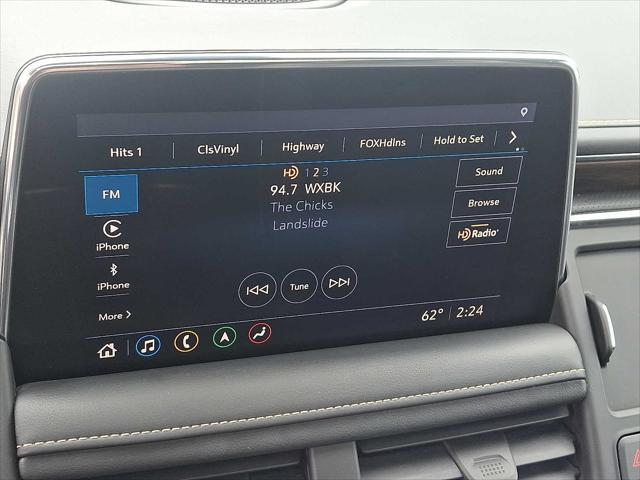 Hits 1 ClsVinyl Highway FOXHdlns Hold to Set
FM
HD 1 2 3
94.7 WXBK
The Chicks
Landslide
Sound
Browse
HD Radio
iPhone
iPhone
More
Tune
62° 2:24